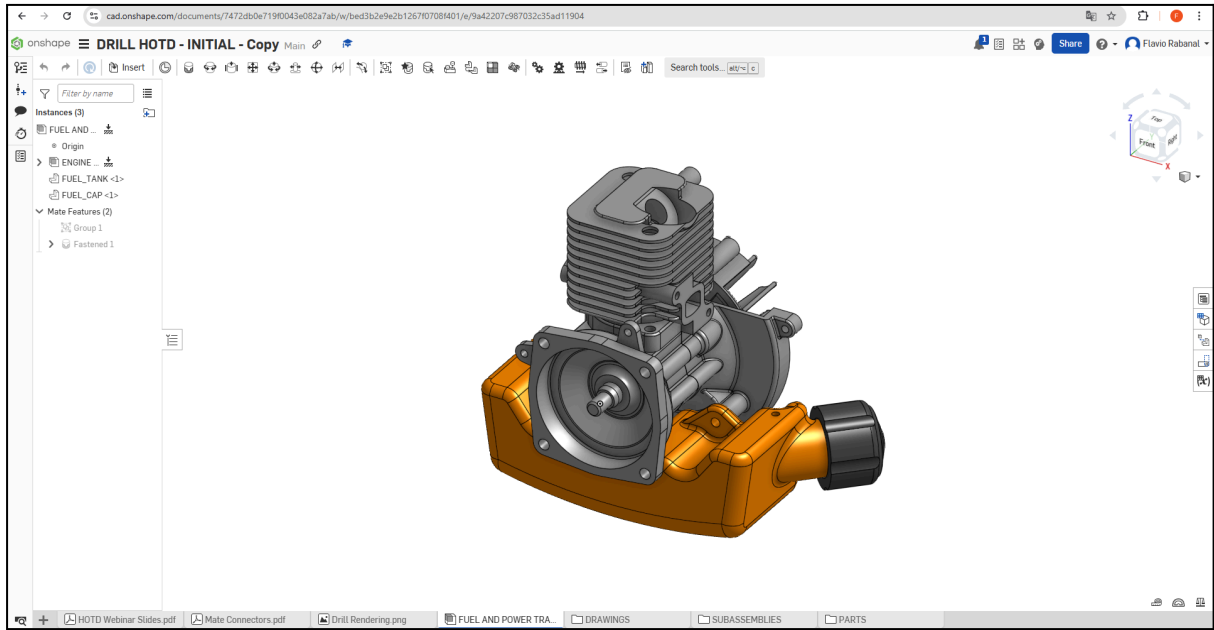 cad.onshape.com/documents/7472db0e719f0043e082a7ab/w/bed3b2e9e2b1267f0708f401/e/9a42207c987032c35ad11904
F
onshape DRILL HOTD - INITIAL - Copy Main 1 Share Flavio Rabanal
Insert Search tools... alt/⌥ c
Filter by name
Instances (3)
FUEL AND ...
Origin
ENGINE ...
FUEL_TANK <1>
FUEL_CAP <1>
Mate Features (2)
Group 1
Fastened 1
Z
Top
Front
Right
X
HOTD Webinar Slides.pdf Mate Connectors.pdf Drill Rendering.png FUEL AND POWER TRA... DRAWINGS SUBASSEMBLIES PARTS